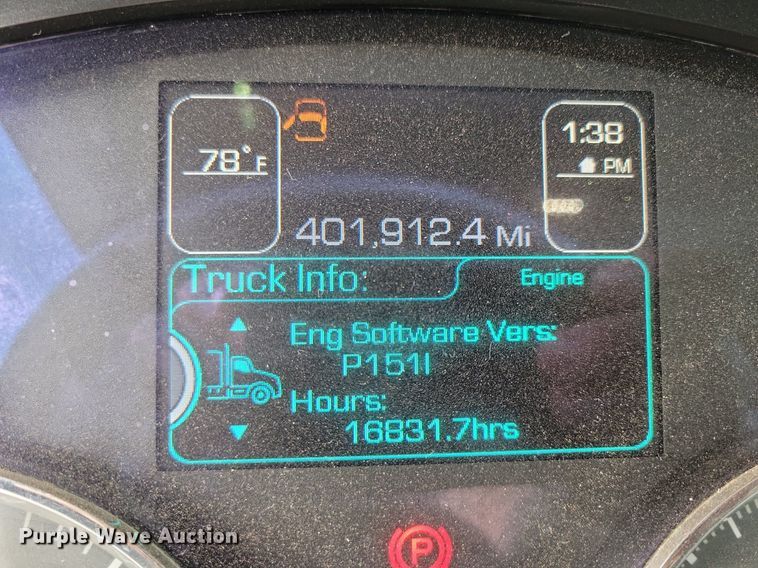 78°F
1:38
PM
401,912.4 Mi
Truck Info:
Engine
Eng Software Vers:
P151I
Hours:
16831.7hrs
P
Purple Wave Auction